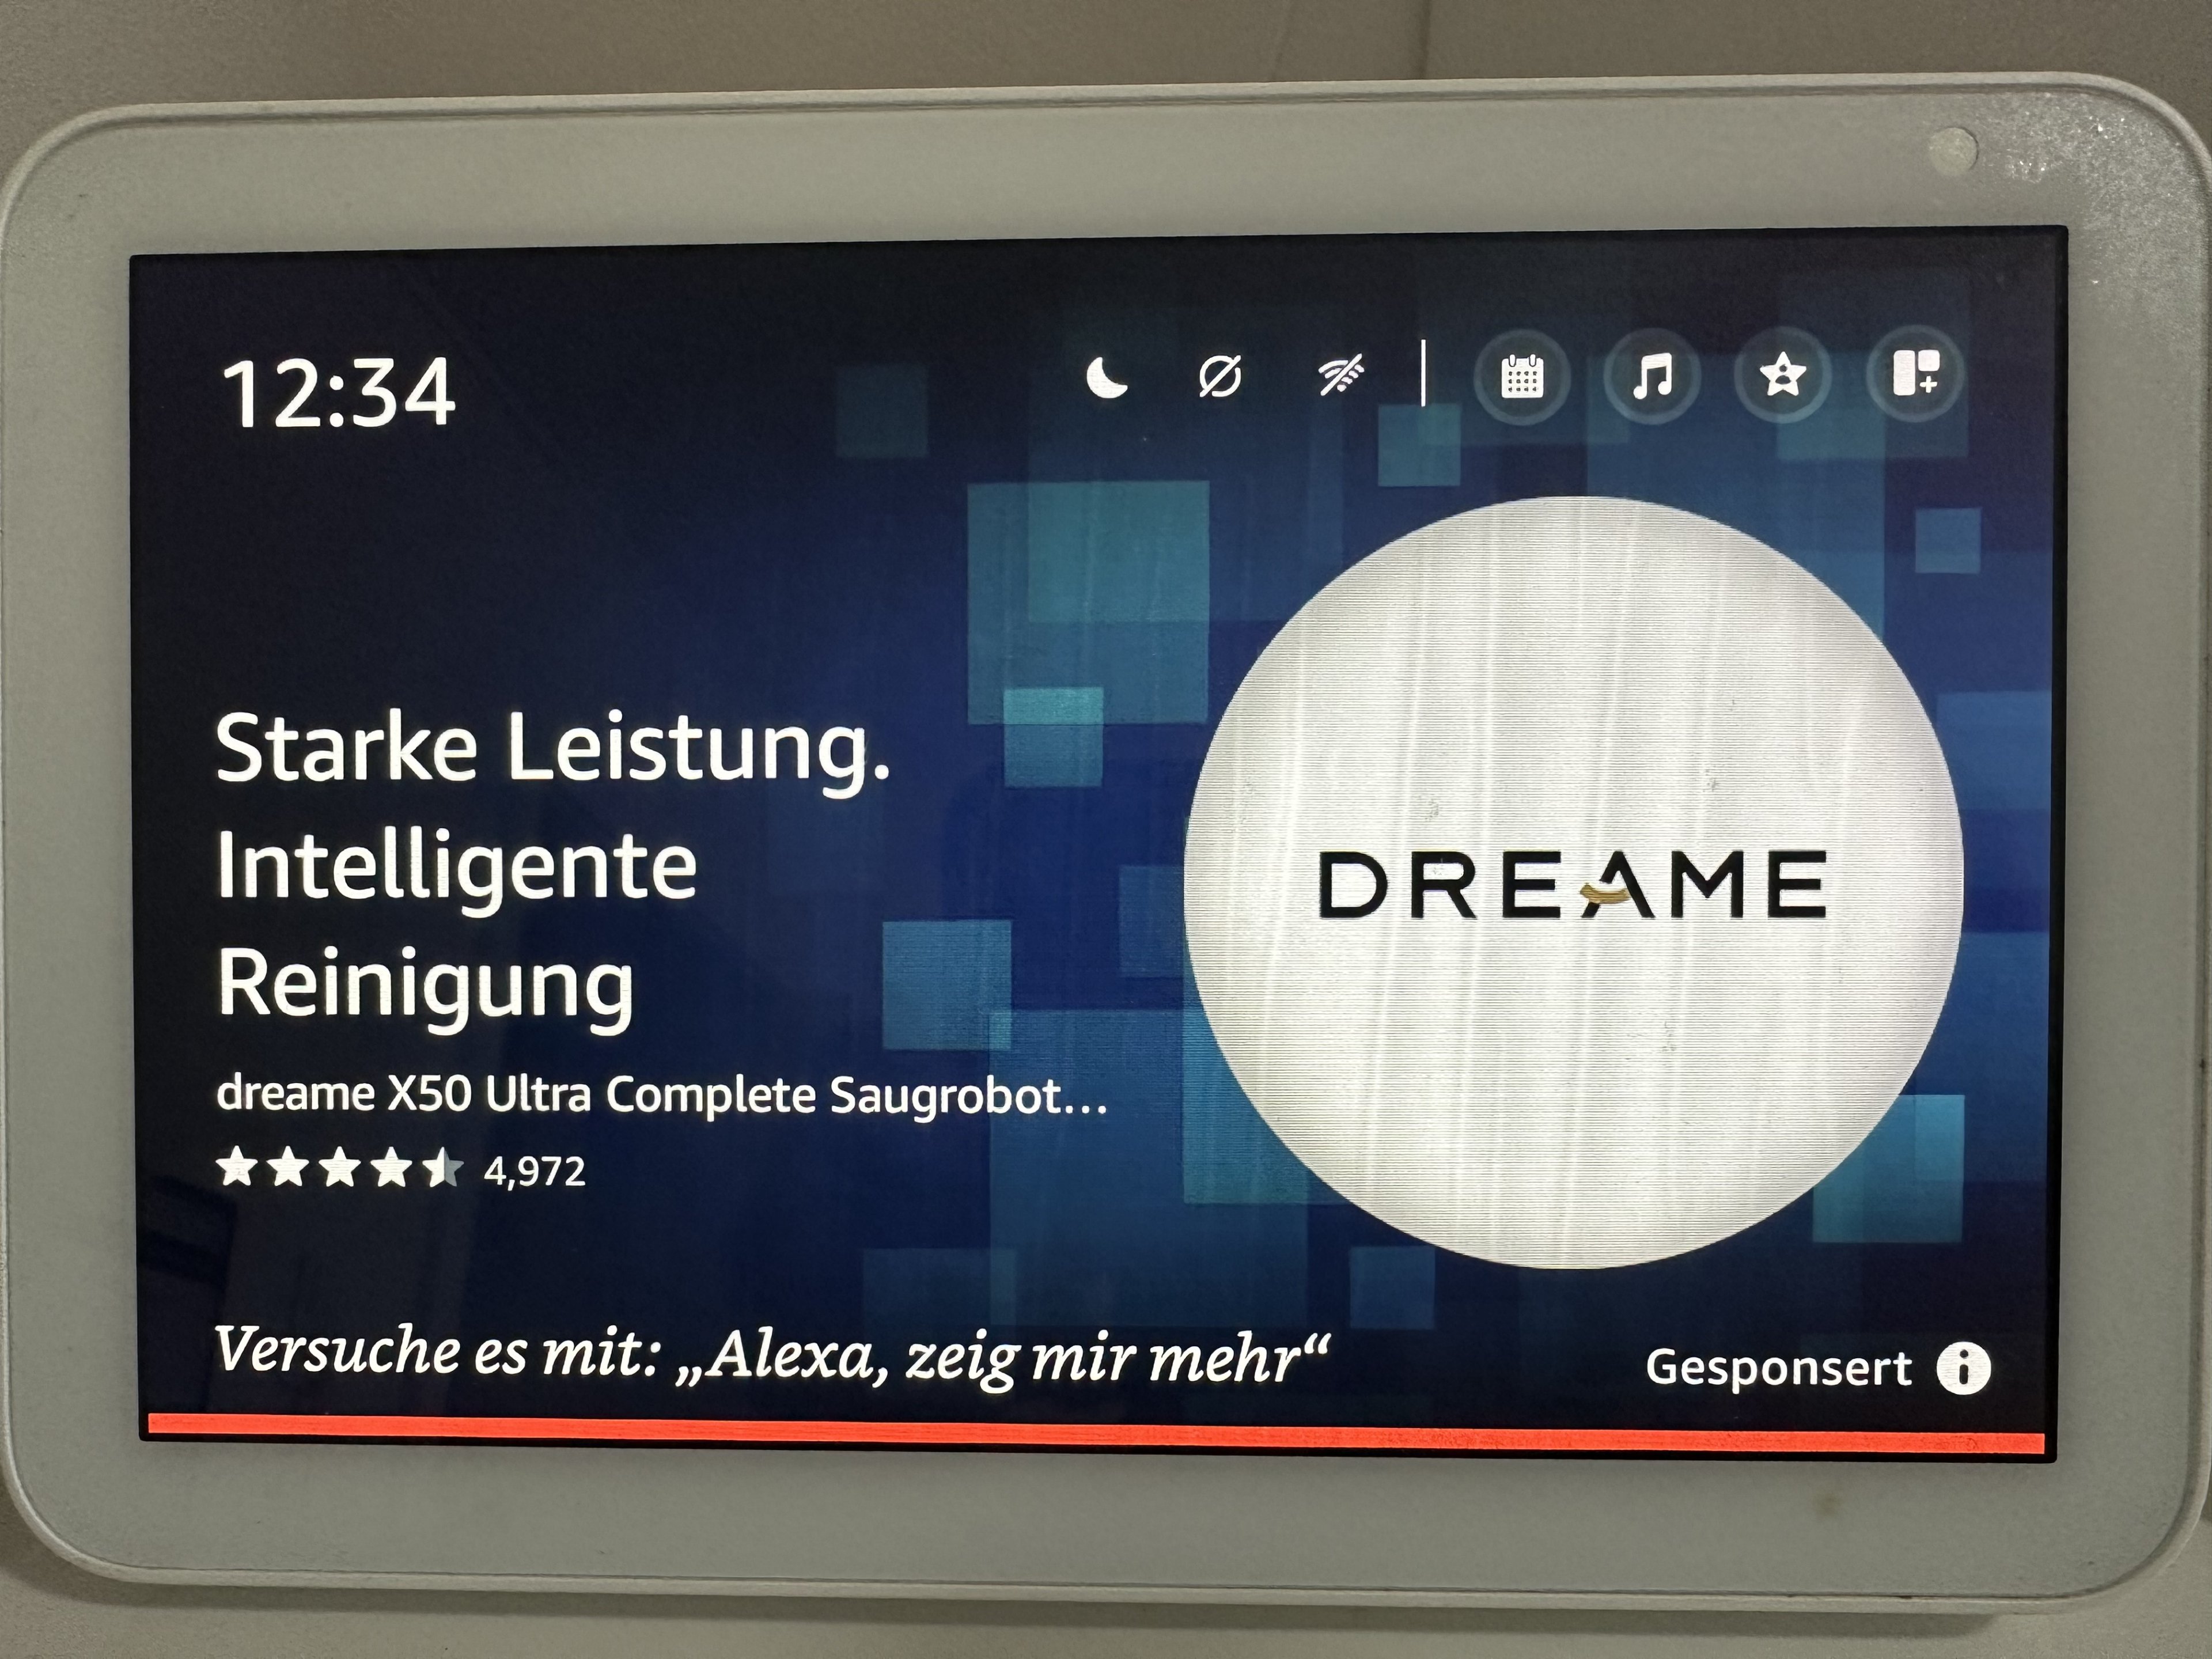 12:34
Starke Leistung.
Intelligente
Reinigung
dreame X50 Ultra Complete Saugrobot...
4,972
DREAME
Versuche es mit: „Alexa, zeig mir mehr“
Gesponsert